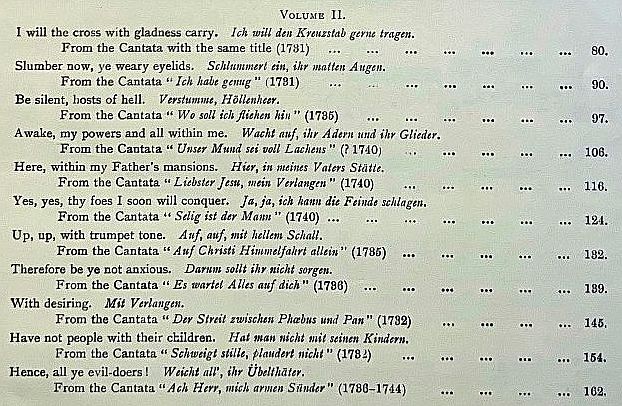 VOLUME II.
I will the cross with gladness carry. Ich will den Kreuzstab gerne tragen.
From the Cantata with the same title (1731) ... ... ... ... ... ... 80.
Slumber now, ye weary eyelids. Schlummert ein, ihr matten Augen.
From the Cantata " Ich habe genug " (1731) ... ... ... ... ... ... 90.
Be silent, hosts of hell. Verstumme, Höllenheer.
From the Cantata " Wo soll ich fliehen hin " (1735) ... ... ... ... ... 97.
Awake, my powers and all within me. Wacht auf, ihr Adern und ihr Glieder.
From the Cantata " Unser Mund sei voll Lachens " (? 1740) ... ... ... ... 106.
Here, within my Father's mansions. Hier, in meines Vaters Stätte.
From the Cantata " Liebster Jesu, mein Verlangen " (1740) ... ... ... ... 116.
Yes, yes, thy foes I soon will conquer. Ja, ja, ich kann die Feinde schlagen.
From the Cantata " Selig ist der Mann " (1740) ... ... ... ... ... ... 124.
Up, up, with trumpet tone. Auf, auf, mit hellem Schall.
From the Cantata " Auf Christi Himmelfahrt allein " (1735) ... ... ... ... ... 132.
Therefore be ye not anxious. Darum sollt ihr nicht sorgen.
From the Cantata " Es wartet Alles auf dich " (1736) ... ... ... ... ... 139.
With desiring. Mit Verlangen.
From the Cantata " Der Streit zwischen Phœbus und Pan " (1732) ... ... ... ... 145.
Have not people with their children. Hat man nicht mit seinen Kindern.
From the Cantata " Schweigt stille, plaudert nicht " (1732) ... ... ... ... ... 154.
Hence, all ye evil-doers ! Weicht all', ihr Übelthäter.
From the Cantata " Ach Herr, mich armen Sünder " (1736-1744) ... ... ... ... 162.